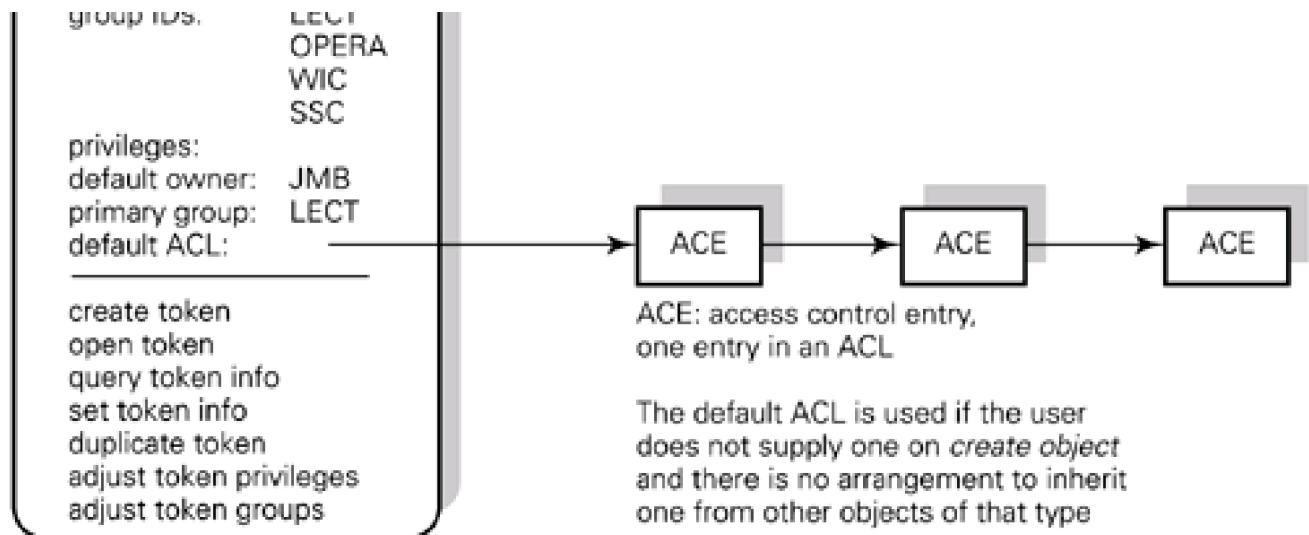 group IDs: LECT
OPERA
WIC
SSC
privileges:
default owner: JMB
primary group: LECT
default ACL:
create token
open token
query token info
set token info
duplicate token
adjust token privileges
adjust token groups
ACE
ACE
ACE
ACE: access control entry,
one entry in an ACL
The default ACL is used if the user
does not supply one on create object
and there is no arrangement to inherit
one from other objects of that type